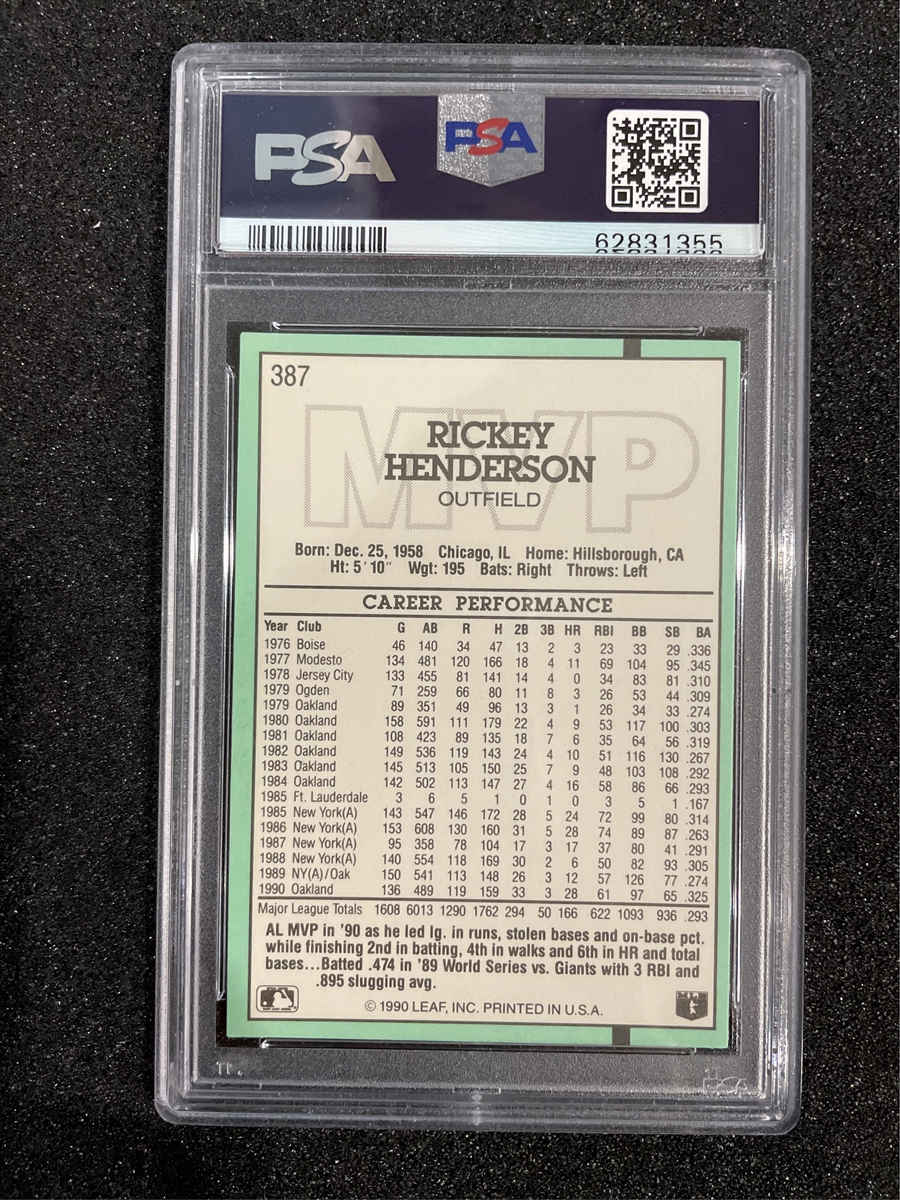 PSA PSA
62831355
387
MVP
RICKEY
HENDERSON
OUTFIELD
Born: Dec. 25, 1958 Chicago, IL Home: Hillsborough, CA
Ht: 5' 10" Wgt: 195 Bats: Right Throws: Left
CAREER PERFORMANCE
Year Club G AB R H 2B 3B HR RBI BB SB BA
1976 Boise 46 140 34 47 13 2 3 23 33 29 .336
1977 Modesto 134 481 120 166 18 4 11 69 104 95 .345
1978 Jersey City 133 455 81 141 14 4 0 34 83 81 .310
1979 Ogden 71 259 66 80 11 8 3 26 53 44 .309
1979 Oakland 89 351 49 96 13 3 1 26 34 33 .274
1980 Oakland 158 591 111 179 22 4 9 53 117 100 .303
1981 Oakland 108 423 89 135 18 7 6 35 64 56 .319
1982 Oakland 149 536 119 143 24 4 10 51 116 130 .267
1983 Oakland 145 513 105 150 25 7 9 48 103 108 .292
1984 Oakland 142 502 113 147 27 4 16 58 86 66 .293
1985 Ft. Lauderdale 3 6 5 1 0 1 0 3 5 1 .167
1985 New York(A) 143 547 146 172 28 5 24 72 99 80 .314
1986 New York(A) 153 608 130 160 31 5 28 74 89 87 .263
1987 New York(A) 95 358 78 104 17 3 17 37 80 41 .291
1988 New York(A) 140 554 118 169 30 2 6 50 82 93 .305
1989 NY(A)/Oak 150 541 113 148 26 3 12 57 126 77 .274
1990 Oakland 136 489 119 159 33 3 28 61 97 65 .325
Major League Totals 1608 6013 1290 1762 294 50 166 622 1093 936 .293
AL MVP in '90 as he led lg. in runs, stolen bases and on-base pct.
while finishing 2nd in batting, 4th in walks and 6th in HR and total
bases...Batted .474 in '89 World Series vs. Giants with 3 RBI and
.895 slugging avg.
© 1990 LEAF, INC. PRINTED IN U.S.A.
PSA